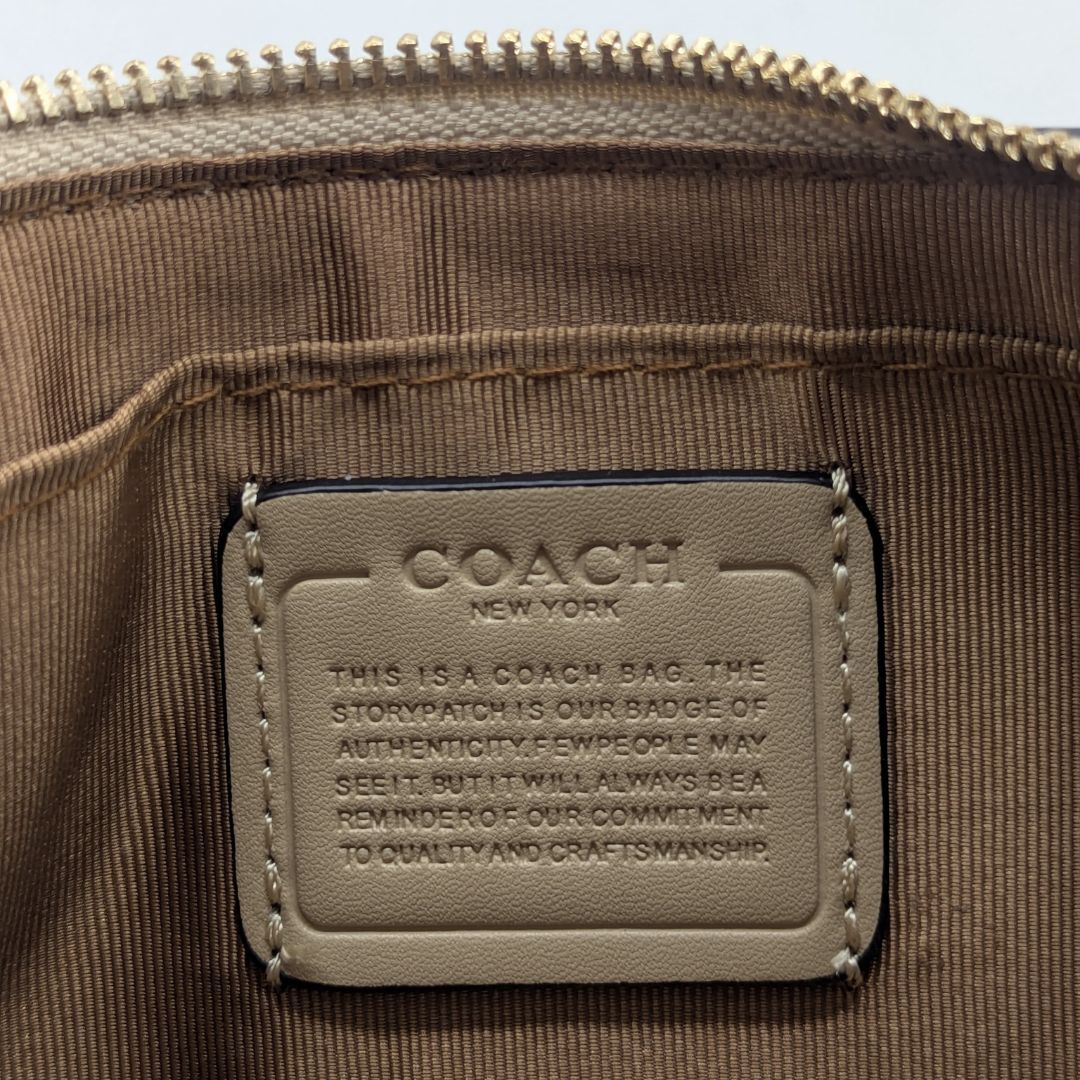 COACH
NEW YORK
THIS IS A COACH BAG. THE
STORYPATCH IS OUR BADGE OF
AUTHENTICITY. FEW PEOPLE MAY
SEE IT. BUT IT WILL ALWAYS BE A
REMINDER OF OUR COMMITMENT
TO QUALITY AND CRAFTSMANSHIP.